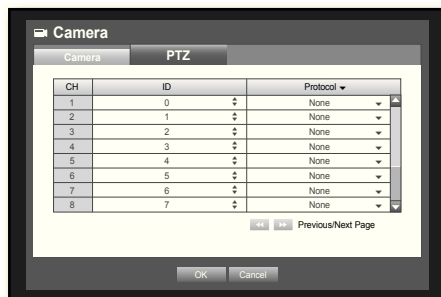 Camera
Camera PTZ
CH ID Protocol
1 0 None
2 1 None
3 2 None
4 3 None
5 4 None
6 5 None
7 6 None
8 7 None
Previous/Next Page
OK Cancel